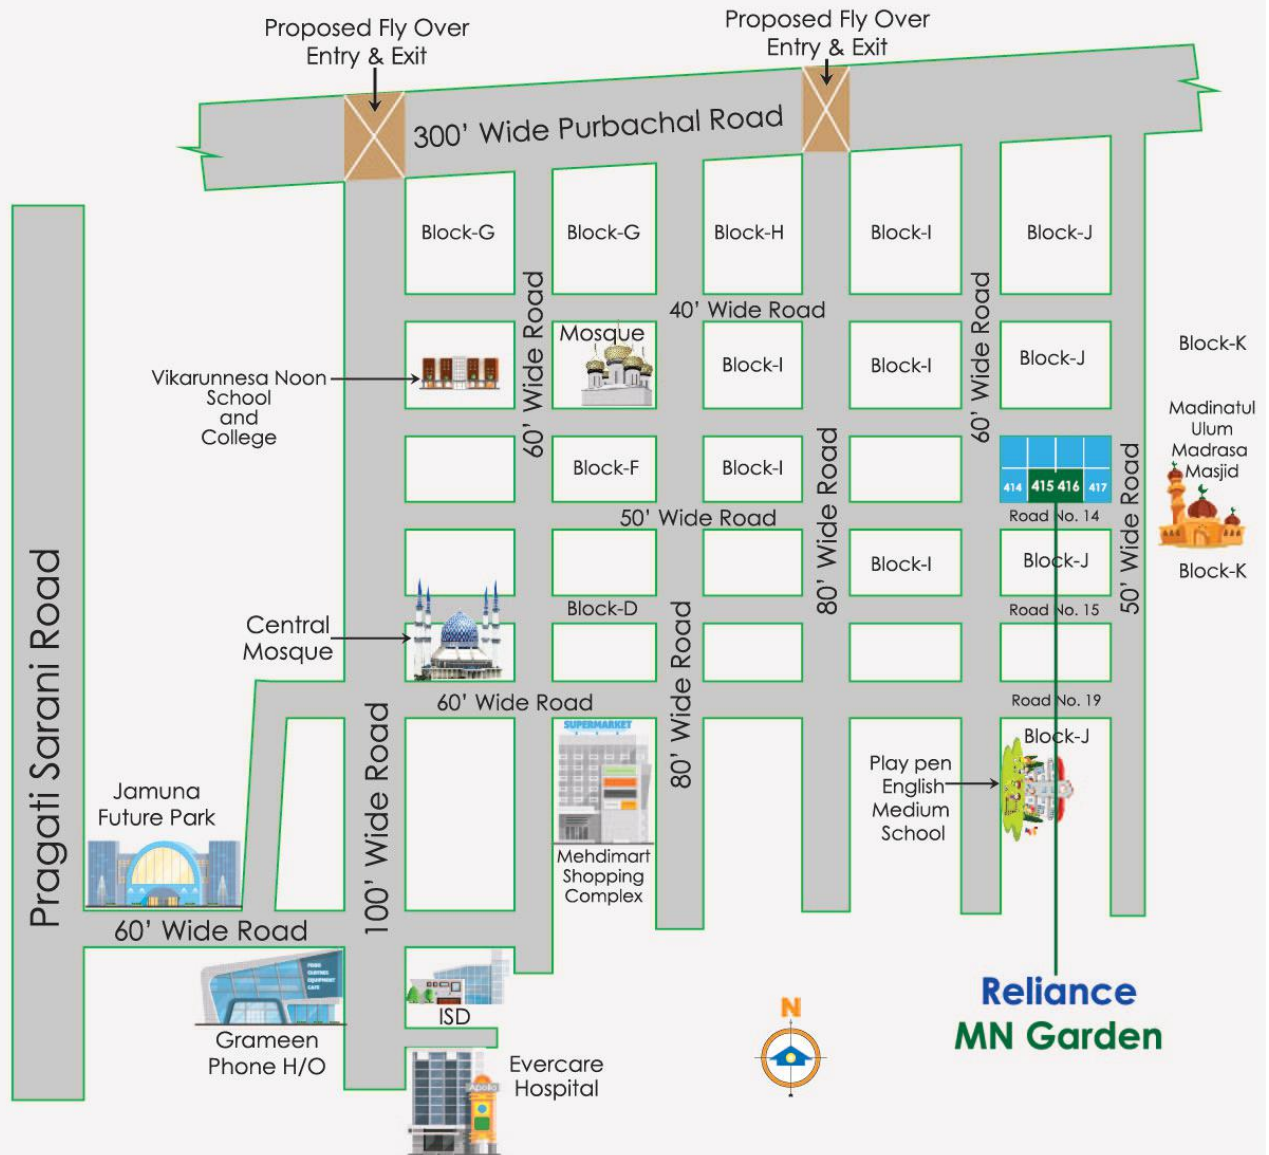 Proposed Fly Over
Entry & Exit
Proposed Fly Over
Entry & Exit
300' Wide Purbachal Road
Block-G
Block-G
Block-H
Block-I
Block-J
40' Wide Road
60' Wide Road
60' Wide Road
Mosque
Block-I
Block-I
Block-J
Block-K
Vikarunnesa Noon
School
and
College
Madinatul
Ulum
Madrasa
Masjid
Block-F
Block-I
414
415
416
417
50' Wide Road
80' Wide Road
Road No. 14
50' Wide Road
Block-I
Block-J
Block-K
Block-D
Road No. 15
Central
Mosque
Pragati Sarani Road
80' Wide Road
60' Wide Road
Road No. 19
100' Wide Road
SUPERMARKET
Block-J
Play pen
English
Medium
School
Jamuna
Future Park
Mehdimart
Shopping
Complex
60' Wide Road
FOOD
COURTSES
EQUIPMENT
CAFE
ISD
Grameen
Phone H/O
Evercare
Hospital
Apollo
N
Reliance
MN Garden